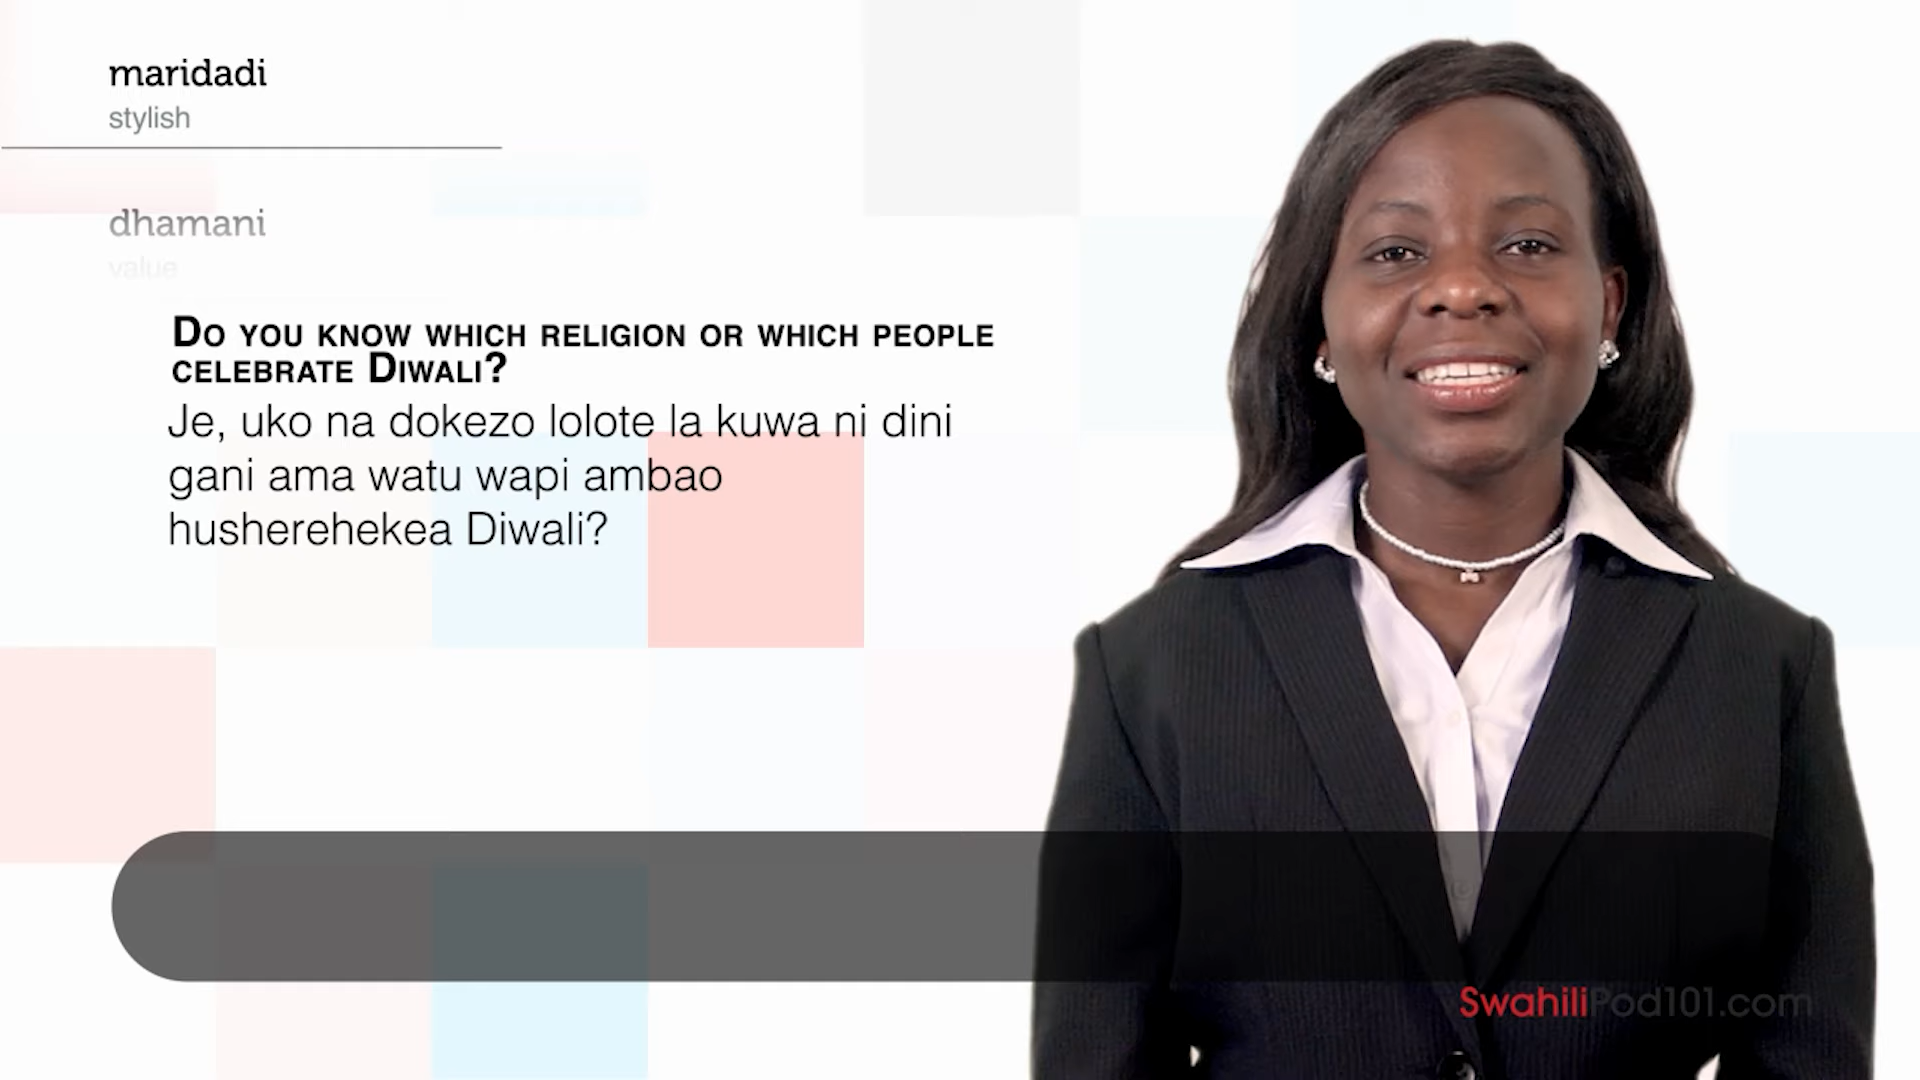 maridadi
stylish
dhamani
value
DO YOU KNOW WHICH RELIGION OR WHICH PEOPLE
CELEBRATE DIWALI?
Je, uko na dokezo lolote la kuwa ni dini
gani ama watu wapi ambao
husherehekea Diwali?
SwahiliPod101.com